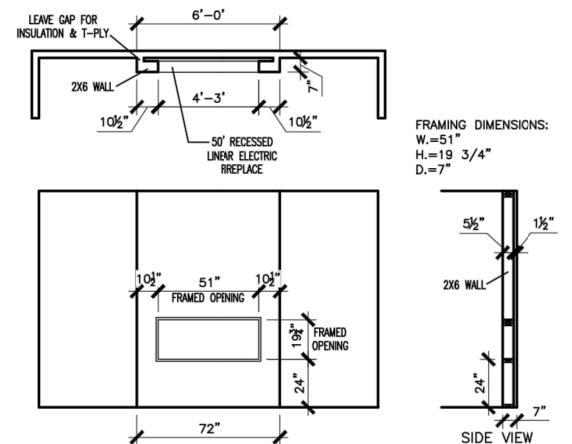 6'-0'
LEAVE GAP FOR
INSULATION & T-PLY
2X6 WALL
7"
4'-3'
10½"
10½"
50' RECESSED
LINEAR ELECTRIC
FIREPLACE
FRAMING DIMENSIONS:
W.=51"
H.=19 3/4"
D.=7"
10½"
51"
10½"
FRAMED OPENING
19¾"
FRAMED
OPENING
24"
72"
5½"
1½"
2X6 WALL
24"
7"
SIDE VIEW